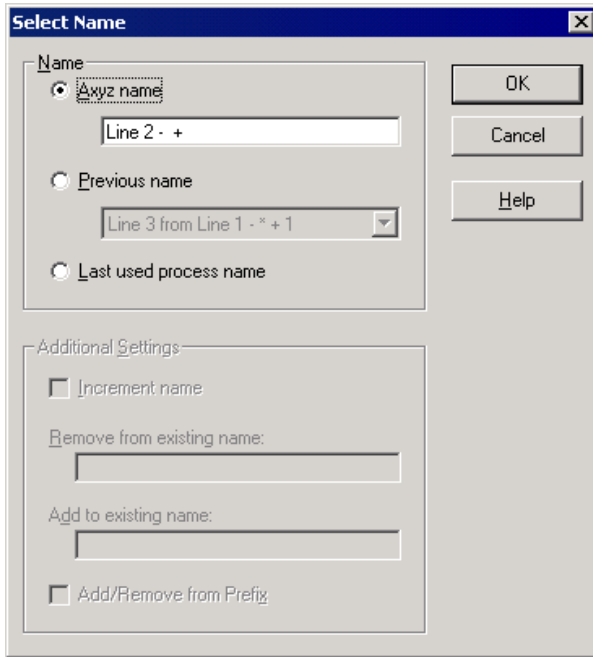 Select Name
Name
Axyz name
Line 2 -  +
Previous name
Line 3 from Line 1 - * + 1
Last used process name
OK
Cancel
Help
Additional Settings
Increment name
Remove from existing name:
Add to existing name:
Add/Remove from Prefix